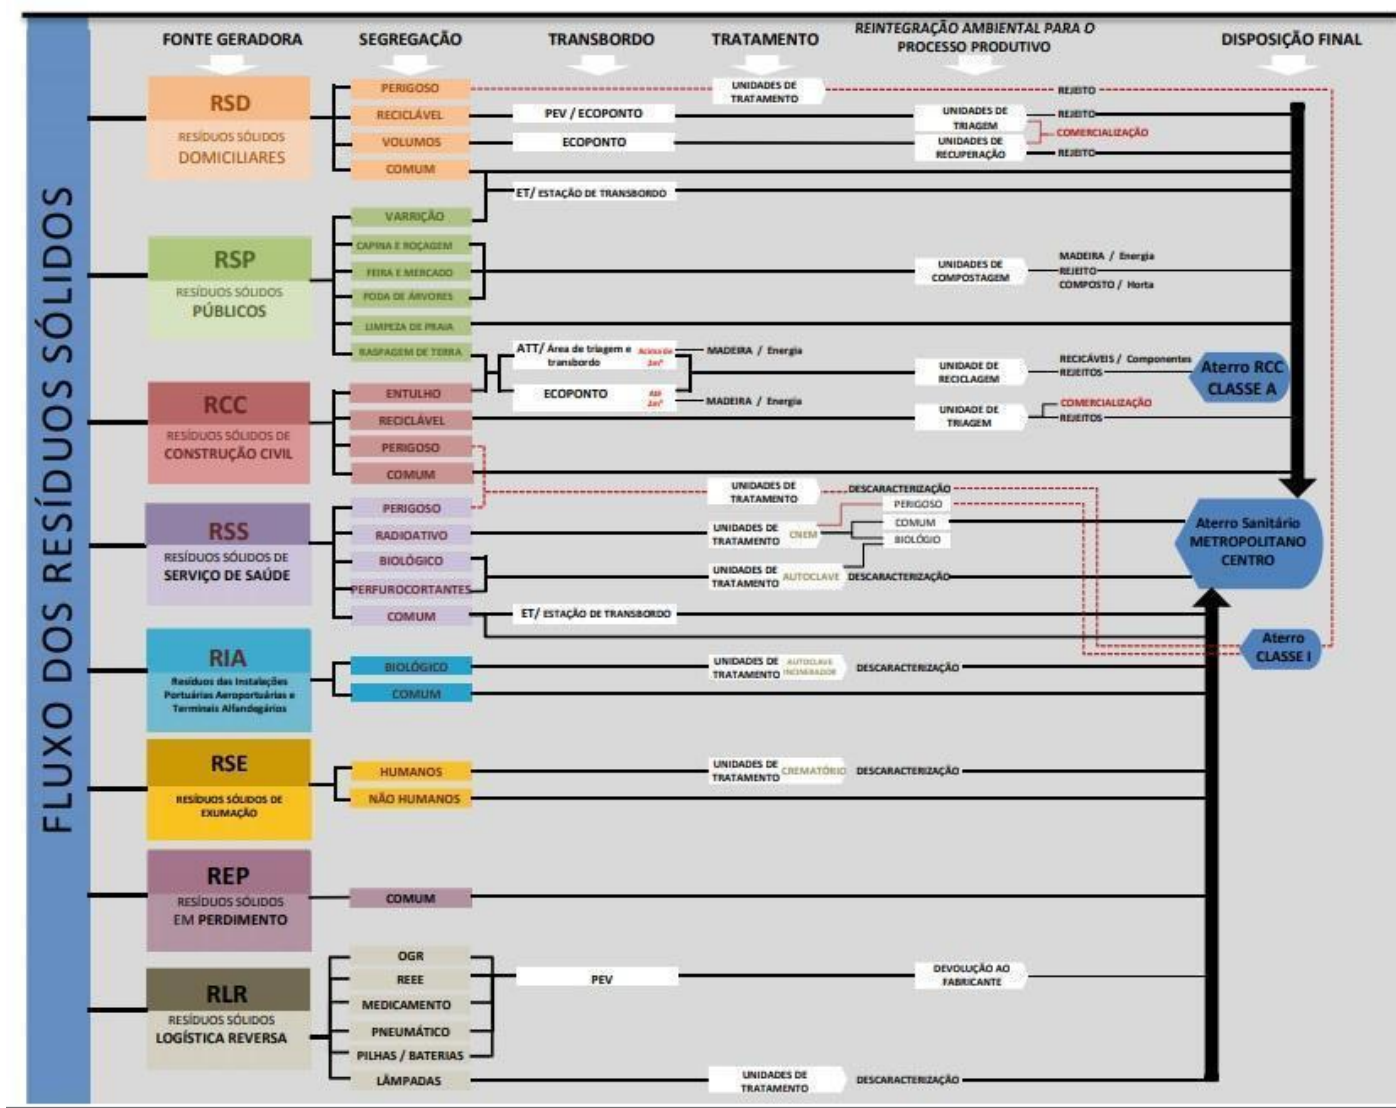 FLUXO DOS RESÍDUOS SÓLIDOS
FONTE GERADORA
SEGREGAÇÃO
TRANSBORDO
TRATAMENTO
REINTEGRAÇÃO AMBIENTAL PARA O
PROCESSO PRODUTIVO
DISPOSIÇÃO FINAL
RSD
RESÍDUOS SÓLIDOS
DOMICILIARES
PERIGOSO
RECICLÁVEL
VOLUMOS
COMUM
UNIDADES DE
TRATAMENTO
REJEITO
PEV / ECOPONTO
UNIDADES DE
TRIAGEM
REJEITO
COMERCIALIZAÇÃO
ECOPONTO
UNIDADES DE
RECUPERAÇÃO
REJEITO
ET/ ESTAÇÃO DE TRANSBORDO
RSP
RESÍDUOS SÓLIDOS
PÚBLICOS
VARRIÇÃO
CAPINA E ROÇAGEM
FEIRA E MERCADO
PODA DE ÁRVORES
LIMPEZA DE PRAIA
RASPAGEM DE TERRA
UNIDADES DE
COMPOSTAGEM
MADEIRA / Energia
REJEITO
COMPOSTO / Horta
ATT/ Área de triagem e
transbordo
Acima de
2m³
MADEIRA / Energia
ECOPONTO
Até
2m³
MADEIRA / Energia
UNIDADE DE
RECICLAGEM
RECICÁVEIS / Componentes
REJEITOS
Aterro RCC
CLASSE A
RCC
RESÍDUOS SÓLIDOS DE
CONSTRUÇÃO CIVIL
ENTULHO
RECICLÁVEL
PERIGOSO
COMUM
UNIDADE DE
TRIAGEM
COMERCIALIZAÇÃO
REJEITOS
RSS
RESÍDUOS SÓLIDOS DE
SERVIÇO DE SAÚDE
PERIGOSO
RADIOATIVO
BIOLÓGICO
PERFUROCORTANTES
COMUM
UNIDADES DE
TRATAMENTO
DESCARACTERIZAÇÃO
PERIGOSO
COMUM
BIOLÓGIO
UNIDADES DE
TRATAMENTO
CNEM
UNIDADES DE
TRATAMENTO
AUTOCLAVE
DESCARACTERIZAÇÃO
ET/ ESTAÇÃO DE TRANSBORDO
Aterro Sanitário
METROPOLITANO
CENTRO
Aterro
CLASSE I
RIA
Resíduos das Instalações
Portuárias Aeroportuárias e
Terminais Alfandegários
BIOLÓGICO
COMUM
UNIDADES DE
TRATAMENTO
AUTOCLAVE
INCINERADOR
DESCARACTERIZAÇÃO
RSE
RESÍDUOS SÓLIDOS DE
EXUMAÇÃO
HUMANOS
NÃO HUMANOS
UNIDADES DE
TRATAMENTO
CREMATÓRIO
DESCARACTERIZAÇÃO
REP
RESÍDUOS SÓLIDOS
EM PERDIMENTO
COMUM
RLR
RESÍDUOS SÓLIDOS
LOGÍSTICA REVERSA
OGR
REEE
MEDICAMENTO
PNEUMÁTICO
PILHAS / BATERIAS
LÂMPADAS
PEV
DEVOLUÇÃO AO
FABRICANTE
UNIDADES DE
TRATAMENTO
DESCARACTERIZAÇÃO